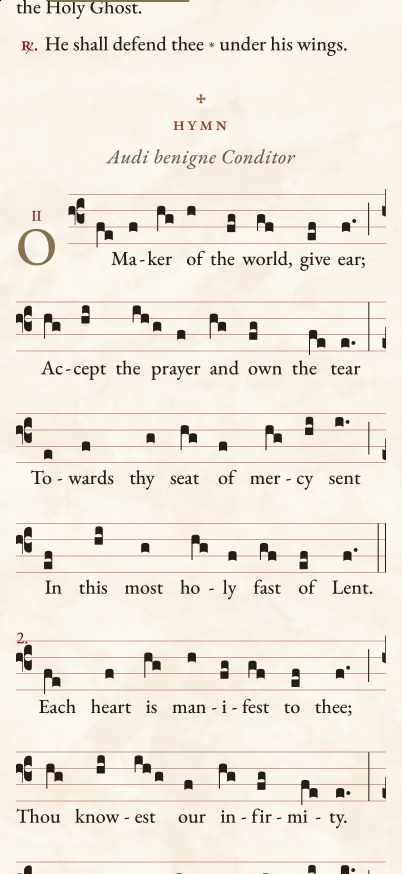 the Holy Ghost.
℟. He shall defend thee * under his wings.
HYMN
Audi benigne Conditor
II
O Ma-ker of the world, give ear;
Ac-cept the prayer and own the tear
To - wards thy seat of mer - cy sent
In this most ho - ly fast of Lent.
2.
Each heart is man - i - fest to thee;
Thou know - est our in - fir - mi - ty.